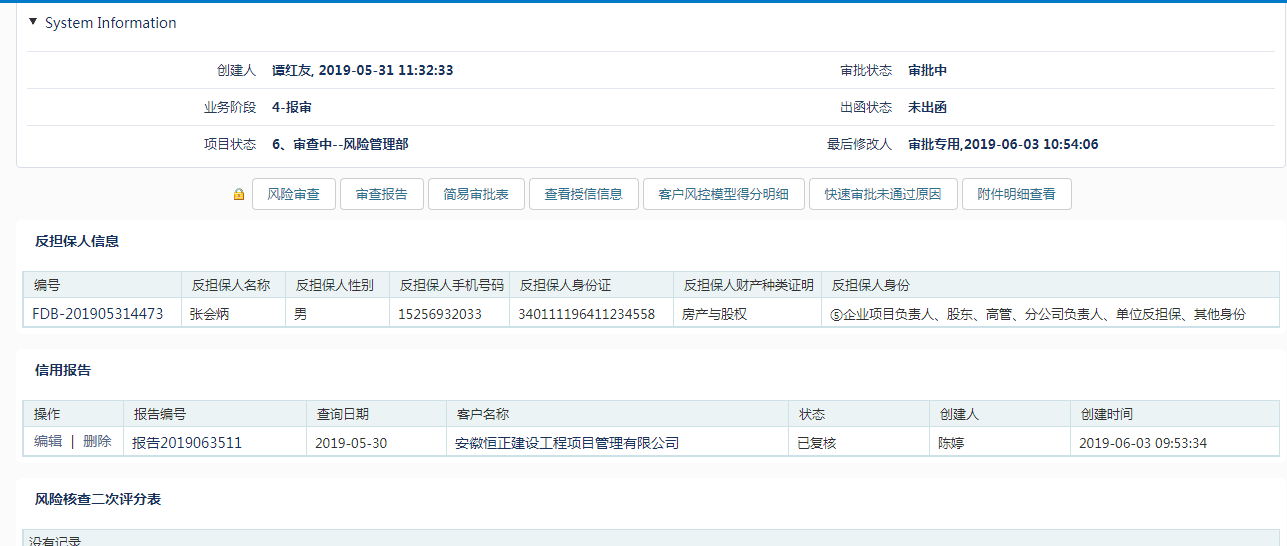 ▼ System Information
创建人 谭红友, 2019-05-31 11:32:33 审批状态 审批中
业务阶段 4-报审 出函状态 未出函
项目状态 6、审查中--风险管理部 最后修改人 审批专用,2019-06-03 10:54:06
风险审查 审查报告 简易审批表 查看授信信息 客户风控模型得分明细 快速审批未通过原因 附件明细查看
反担保人信息
编号 反担保人名称 反担保人性别 反担保人手机号码 反担保人身份证 反担保人财产种类证明 反担保人身份
FDB-201905314473 张会炳 男 15256932033 340111196411234558 房产与股权 ⑤企业项目负责人、股东、高管、分公司负责人、单位反担保、其他身份
信用报告
操作 报告编号 查询日期 客户名称 状态 创建人 创建时间
编辑 | 删除 报告2019063511 2019-05-30 安徽恒正建设工程项目管理有限公司 已复核 陈婷 2019-06-03 09:53:34
风险核查二次评分表
没有记录